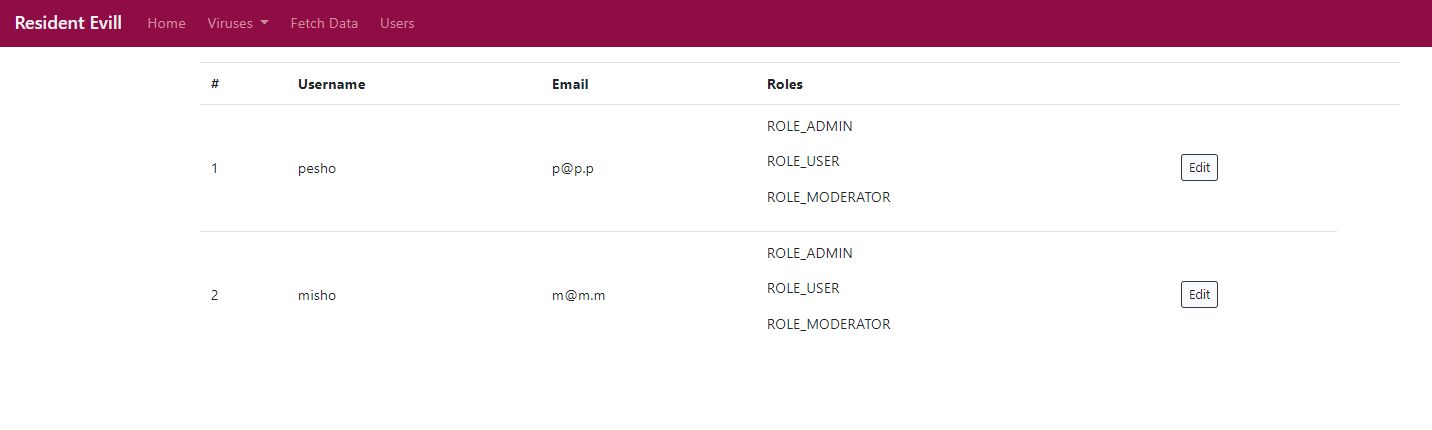 Resident Evill Home Viruses Fetch Data Users
# Username Email Roles
ROLE_ADMIN
1 pesho p@p.p ROLE_USER Edit
ROLE_MODERATOR
ROLE_ADMIN
2 misho m@m.m ROLE_USER Edit
ROLE_MODERATOR